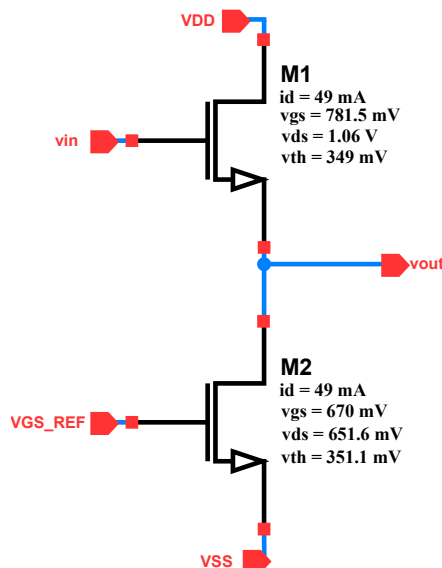 VDD
M1
id = 49 mA
vgs = 781.5 mV
vds = 1.06 V
vth = 349 mV
vin
vout
M2
id = 49 mA
vgs = 670 mV
vds = 651.6 mV
vth = 351.1 mV
VGS_REF
VSS